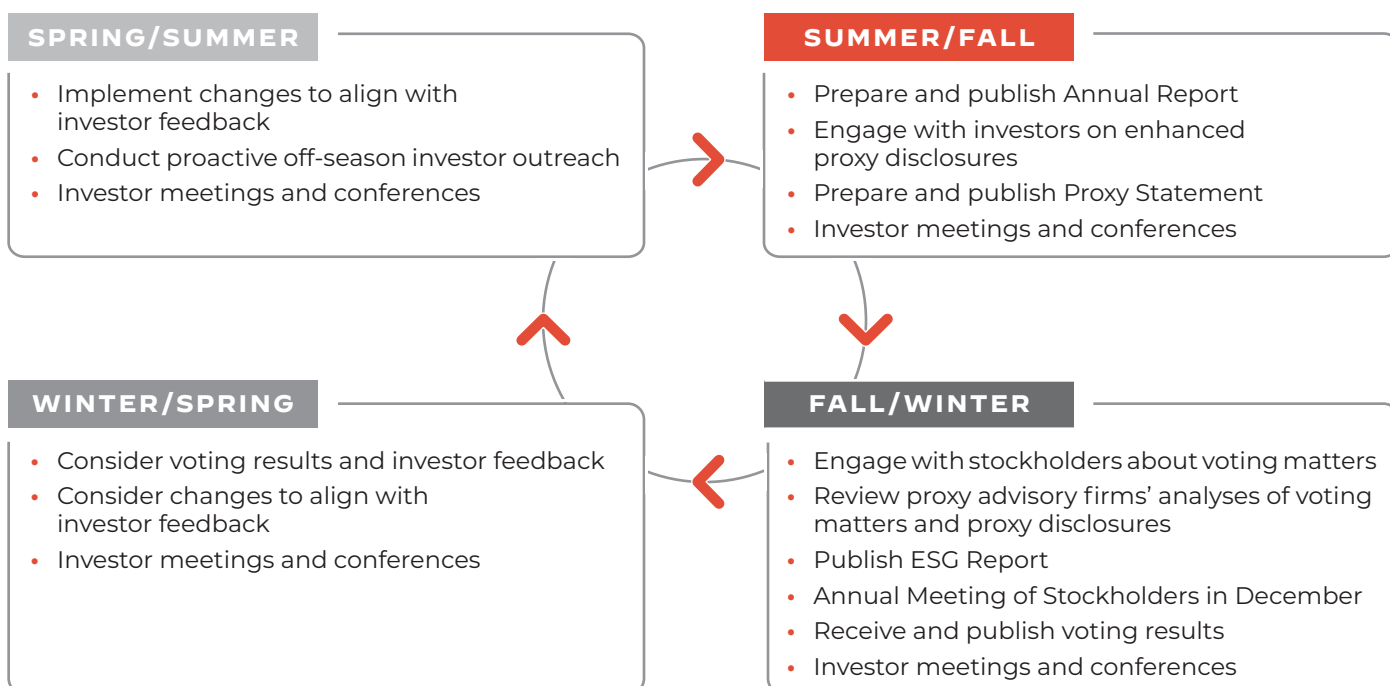 SPRING/SUMMER
• Implement changes to align with
investor feedback
• Conduct proactive off-season investor outreach
• Investor meetings and conferences
SUMMER/FALL
• Prepare and publish Annual Report
• Engage with investors on enhanced
proxy disclosures
• Prepare and publish Proxy Statement
• Investor meetings and conferences
WINTER/SPRING
• Consider voting results and investor feedback
• Consider changes to align with
investor feedback
• Investor meetings and conferences
FALL/WINTER
• Engage with stockholders about voting matters
• Review proxy advisory firms’ analyses of voting
matters and proxy disclosures
• Publish ESG Report
• Annual Meeting of Stockholders in December
• Receive and publish voting results
• Investor meetings and conferences